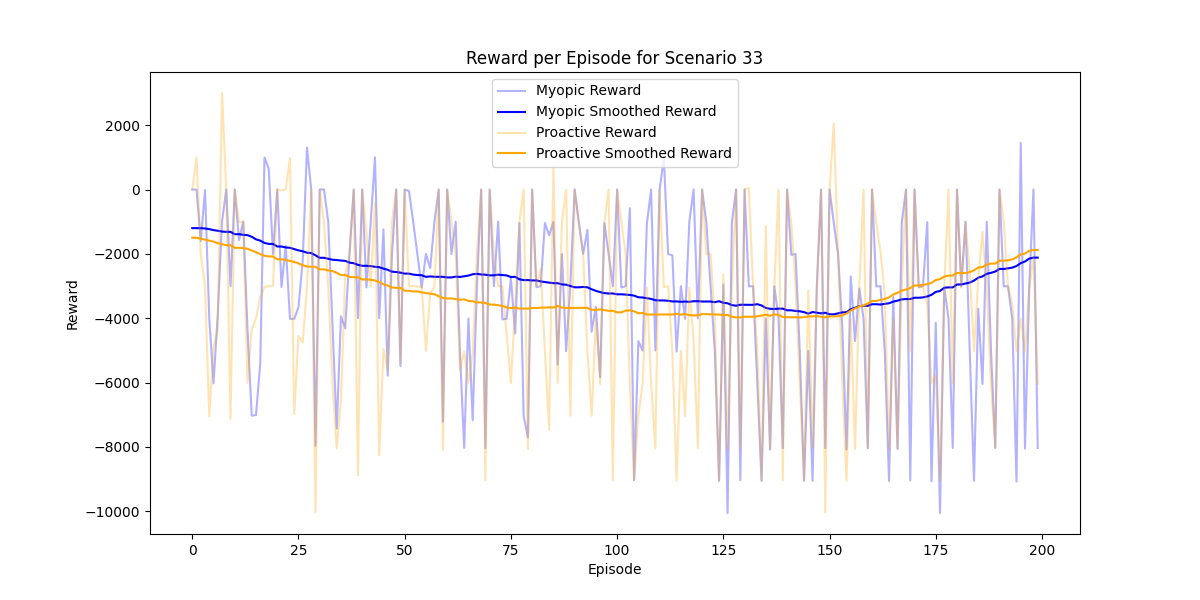 Reward per Episode for Scenario 33
Myopic Reward
Myopic Smoothed Reward
Proactive Reward
Proactive Smoothed Reward
2000
0
−2000
−4000
−6000
−8000
−10000
Reward
0 25 50 75 100 125 150 175 200
Episode